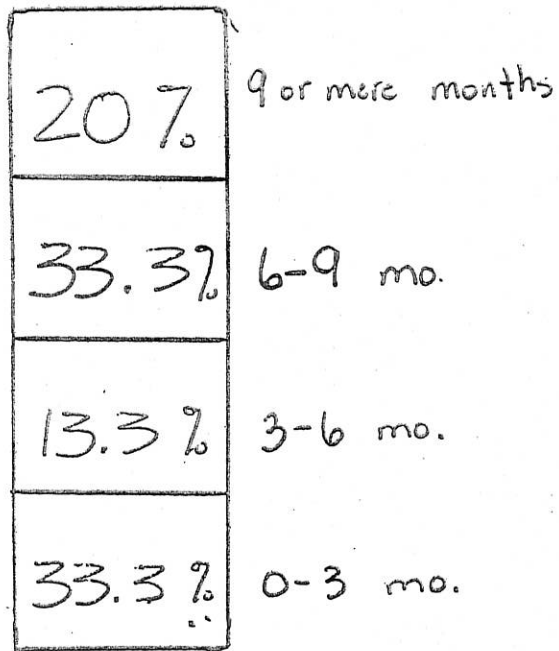 20% 9 or more months
33.3% 6-9 mo.
13.3% 3-6 mo.
33.3% 0-3 mo.